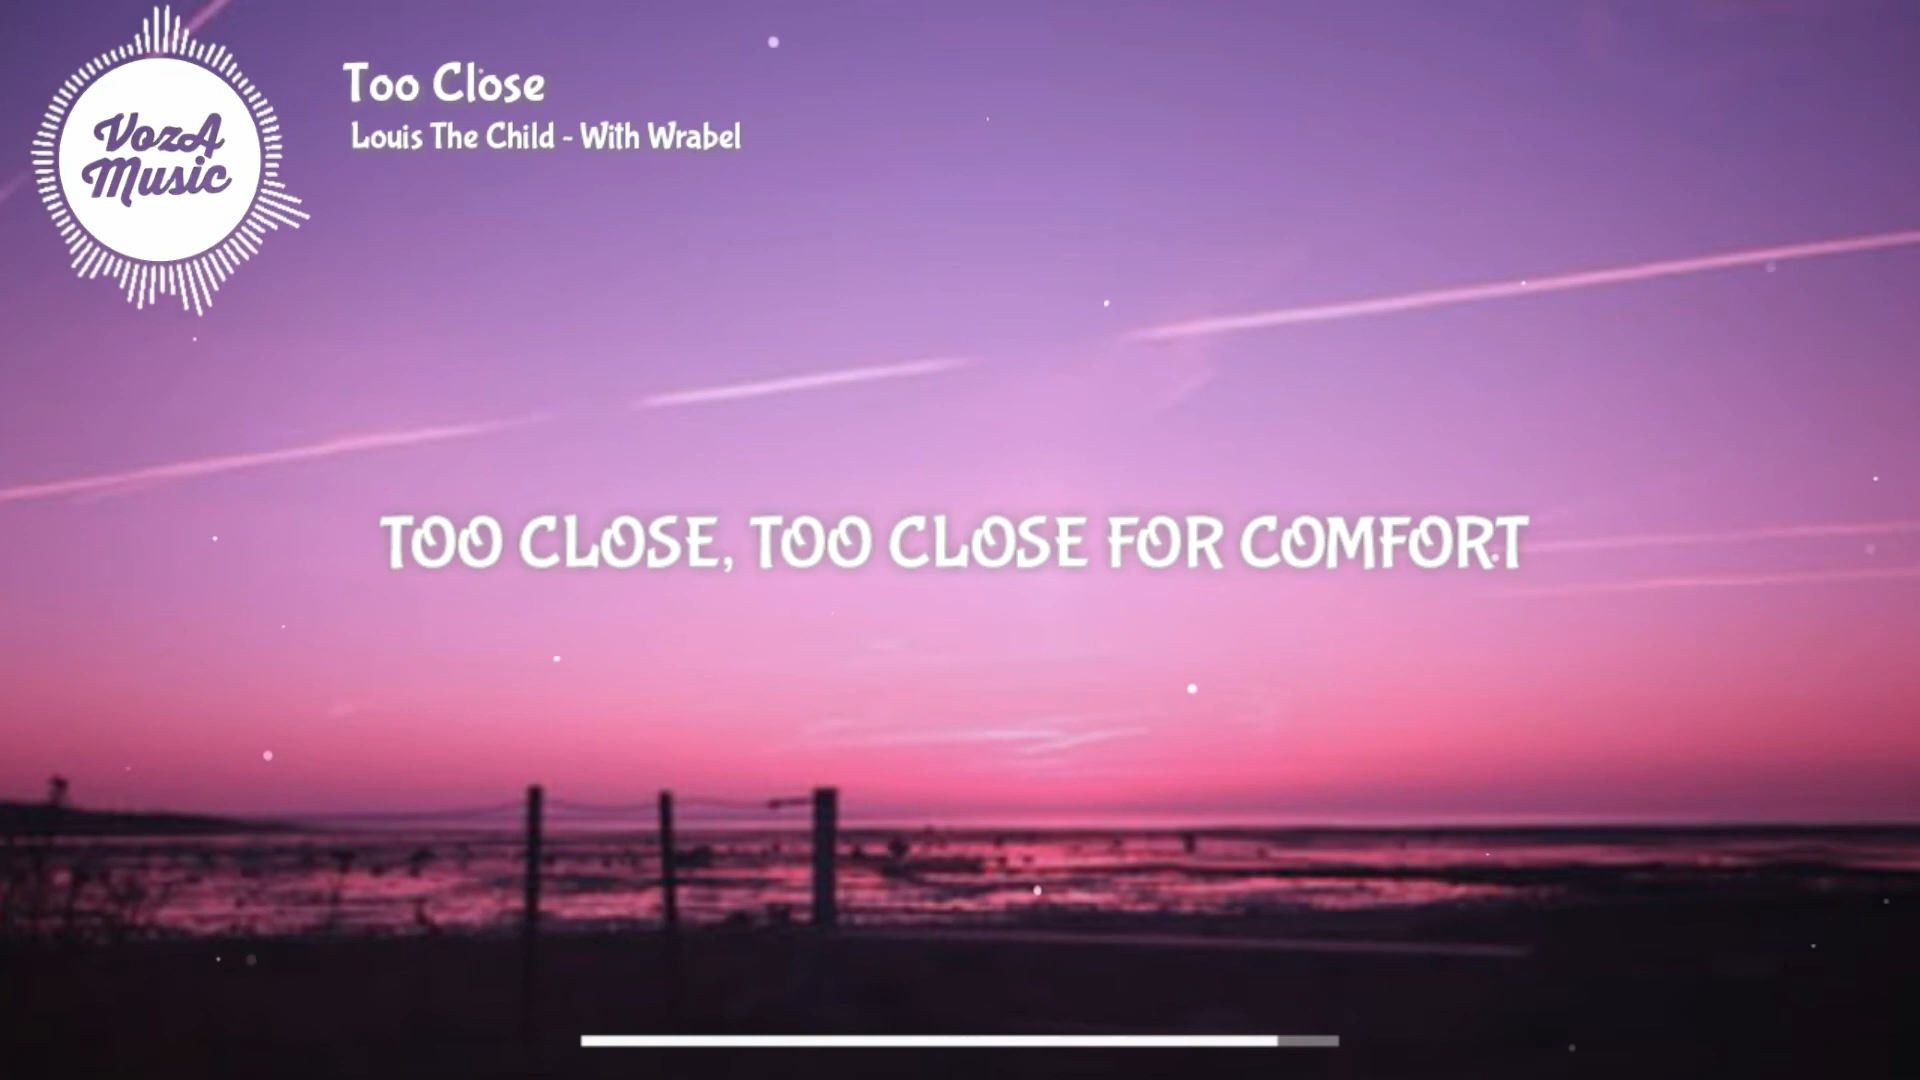 VozA
Music
Too Close
Louis The Child - With Wrabel
TOO CLOSE, TOO CLOSE FOR COMFORT